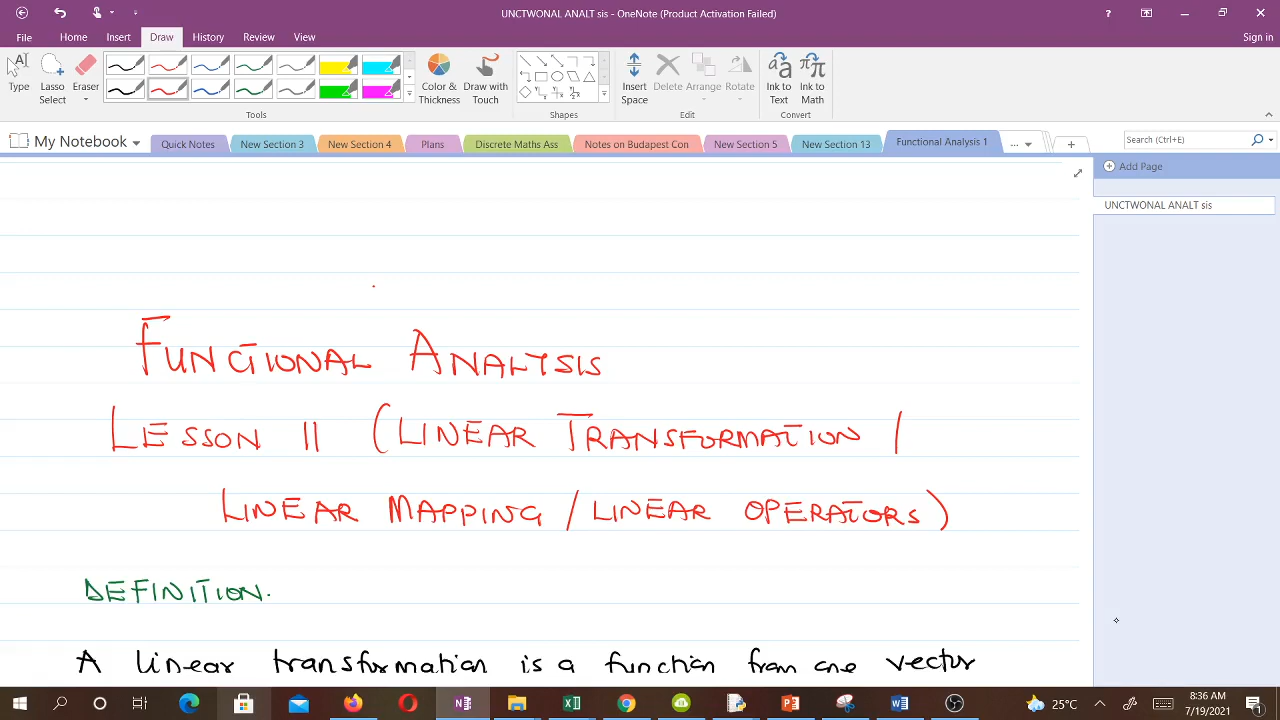 UNCTWONAL ANALT sis - OneNote (Product Activation Failed)
File Home Insert Draw History Review View Sign in
Type Lasso Select Eraser Color & Thickness Draw with Touch Insert Space Delete Arrange Rotate Ink to Text Ink to Math
Tools Shapes Edit Convert
My Notebook Quick Notes New Section 3 New Section 4 Plans Discrete Maths Ass Notes on Budapest Con New Section 5 New Section 13 Functional Analysis 1 ... Search (Ctrl+E)
Add Page
UNCTWONAL ANALT sis
FUNCTIONAL ANALYSIS
LESSON 11 (LINEAR TRANSFORMATION /
LINEAR MAPPING / LINEAR OPERATORS)
DEFINITION.
A linear transformation is a function from one vector
25°C 8:36 AM
7/19/2021